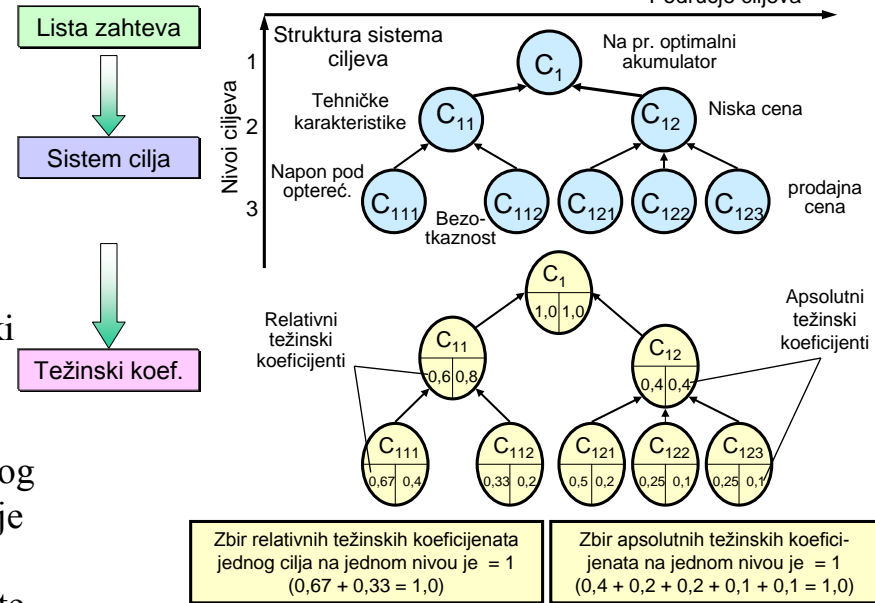 Područje ciljeva
Lista zahteva
Sistem cilja
Težinski koef.
ki
og
je
Nivoi ciljeva
1
2
3
Struktura sistema
ciljeva
C1
Na pr. optimalni
akumulator
Tehničke
karakteristike
C11
C12
Niska cena
Napon pod
optereć.
C111
Bezo-
tkaznost
C112
C121
C122
C123
prodajna
cena
C1
1,0 1,0
Relativni
težinski
koeficijenti
Apsolutni
težinski
koeficijenti
C11
0,6 0,8
C12
0,4 0,4
C111
0,67 0,4
C112
0,33 0,2
C121
0,5 0,2
C122
0,25 0,1
C123
0,25 0,1
Zbir relativnih težinskih koeficijenata
jednog cilja na jednom nivou je = 1
(0,67 + 0,33 = 1,0)
Zbir apsolutnih težinskih koefici-
jenata na jednom nivou je = 1
(0,4 + 0,2 + 0,2 + 0,1 + 0,1 = 1,0)